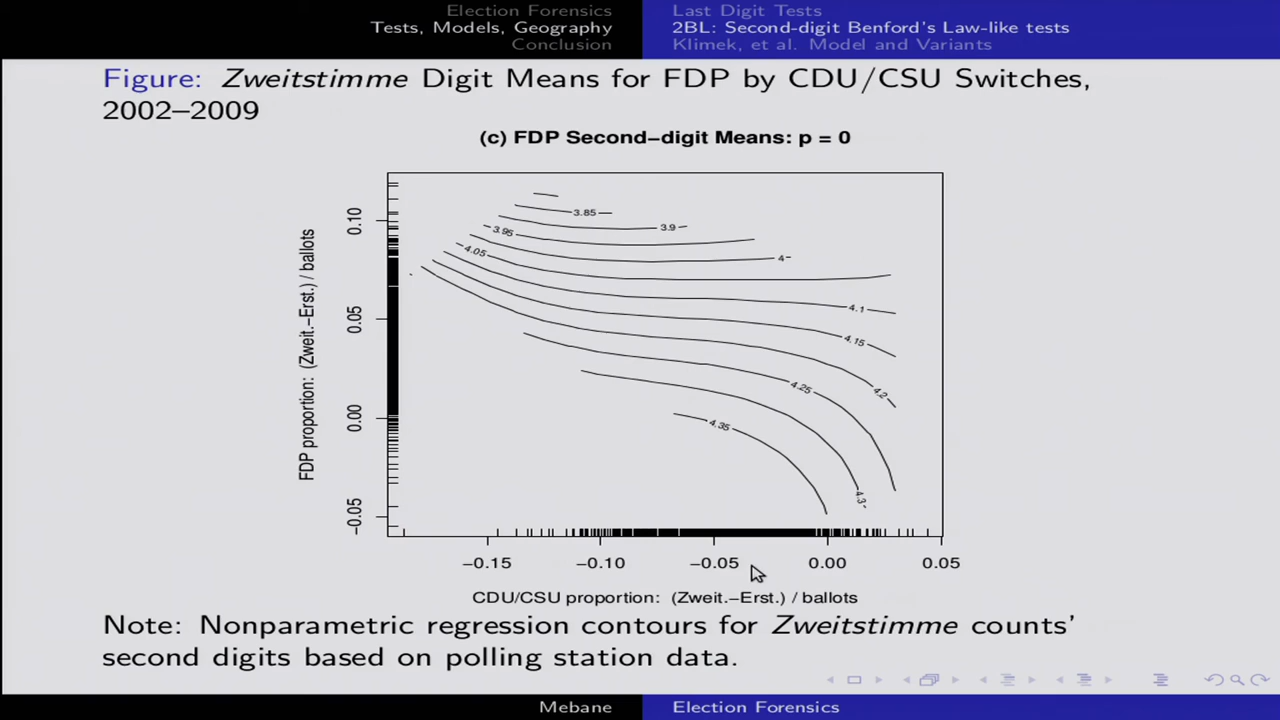 Election Forensics
Tests, Models, Geography
Conclusion
Last Digit Tests
2BL: Second-digit Benford's Law-like tests
Klimek, et al. Model and Variants
Figure: Zweitstimme Digit Means for FDP by CDU/CSU Switches,
2002–2009
(c) FDP Second−digit Means: p = 0
FDP proportion: (Zweit.−Erst.) / ballots
0.10
0.05
0.00
−0.05
3.85
3.9
3.95
4
4.05
4.1
4.15
4.2
4.25
4.3
4.35
−0.15 −0.10 −0.05 0.00 0.05
CDU/CSU proportion: (Zweit.−Erst.) / ballots
Note: Nonparametric regression contours for Zweitstimme counts'
second digits based on polling station data.
Mebane Election Forensics